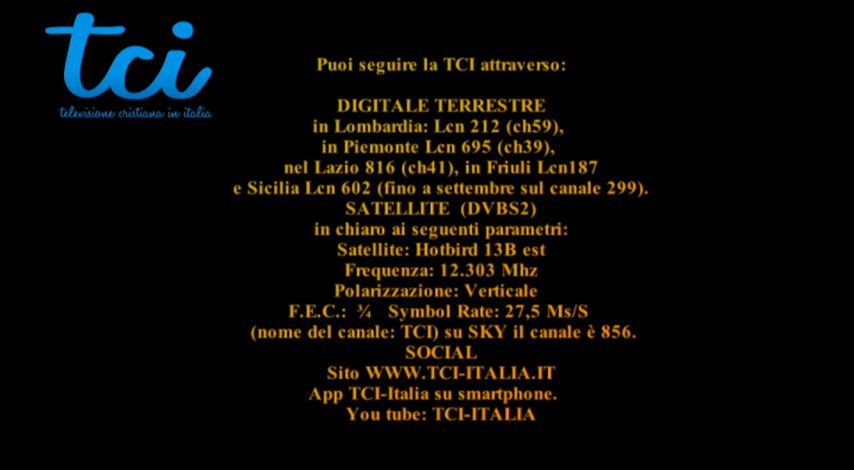 tci
televisione cristiana in italia
Puoi seguire la TCI attraverso:
DIGITALE TERRESTRE
in Lombardia: Lcn 212 (ch59),
in Piemonte Lcn 695 (ch39),
nel Lazio 816 (ch41), in Friuli Lcn187
e Sicilia Lcn 602 (fino a settembre sul canale 299).
SATELLITE (DVBS2)
in chiaro ai seguenti parametri:
Satellite: Hotbird 13B est
Frequenza: 12.303 Mhz
Polarizzazione: Verticale
F.E.C.: ¾ Symbol Rate: 27,5 Ms/S
(nome del canale: TCI) su SKY il canale è 856.
SOCIAL
Sito WWW.TCI-ITALIA.IT
App TCI-Italia su smartphone.
You tube: TCI-ITALIA